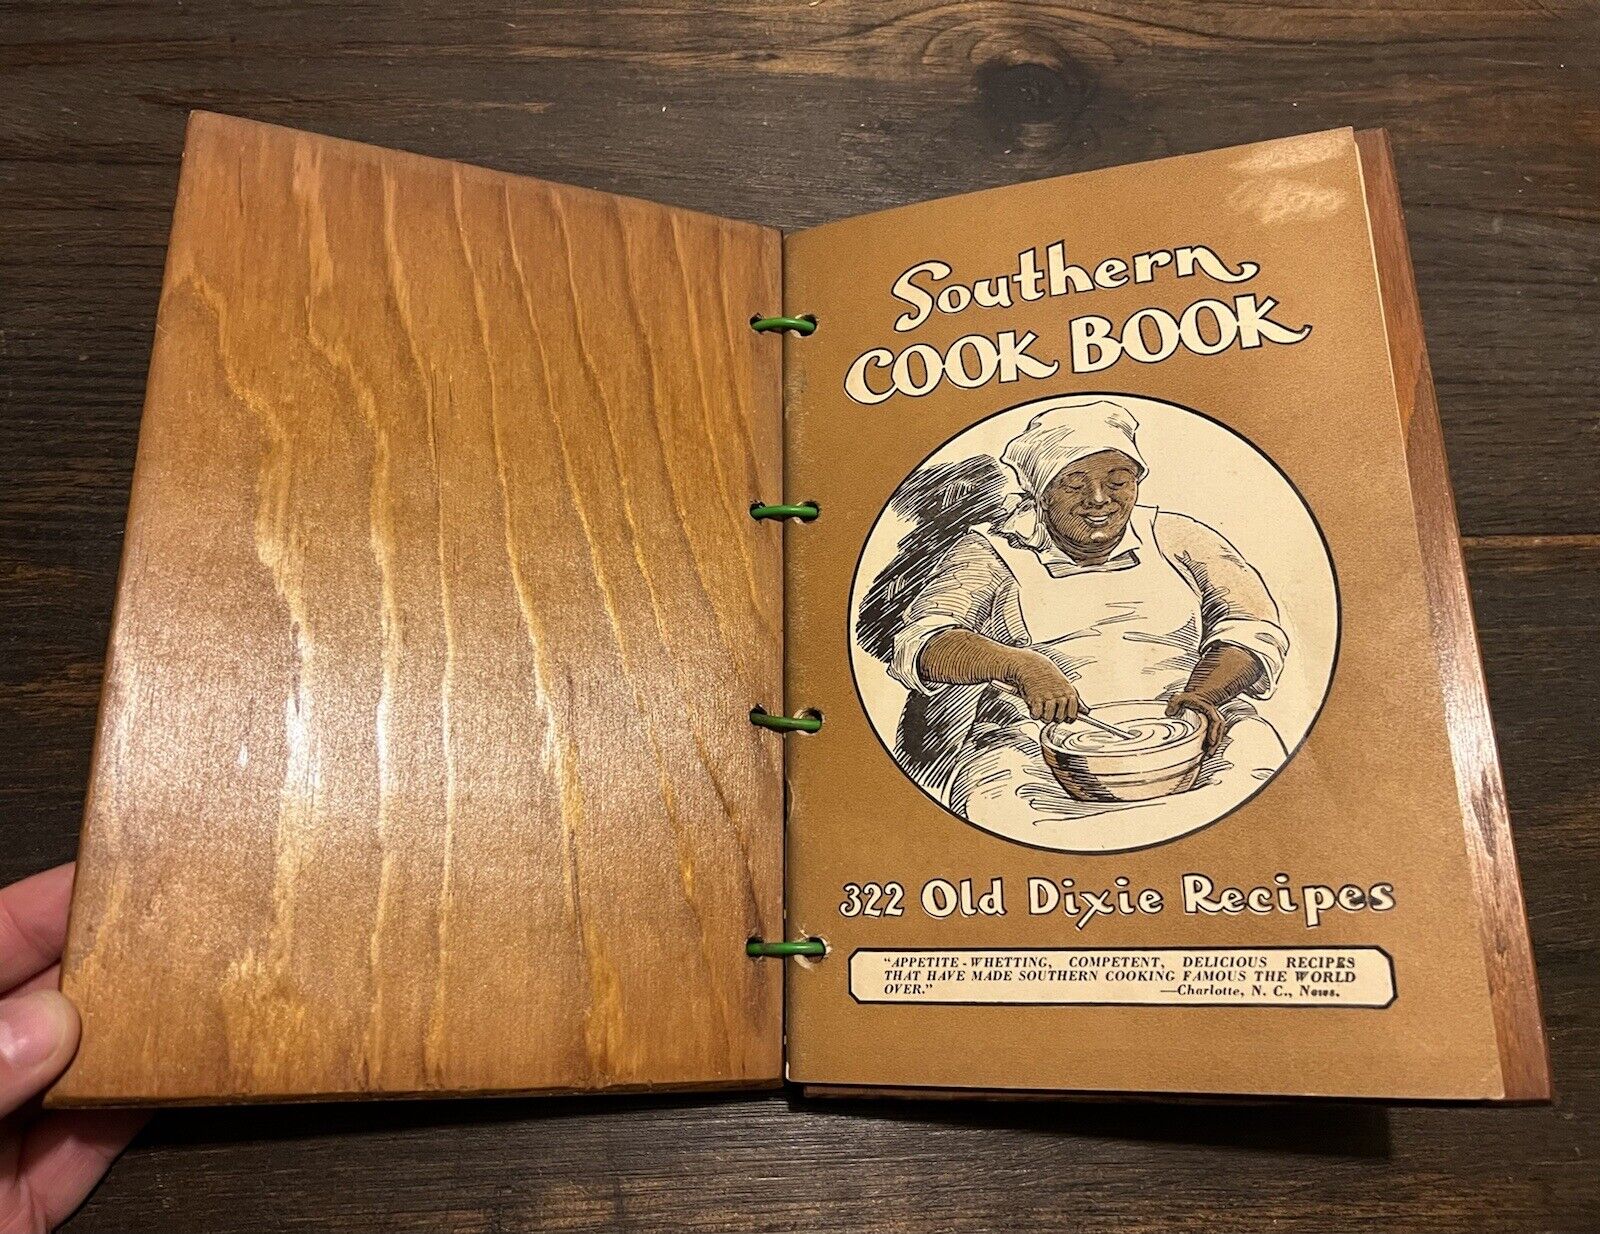 Southern
COOK BOOK
322 Old Dixie Recipes
"APPETITE-WHETTING, COMPETENT, DELICIOUS RECIPES
THAT HAVE MADE SOUTHERN COOKING FAMOUS THE WORLD
OVER." —Charlotte, N. C., News.